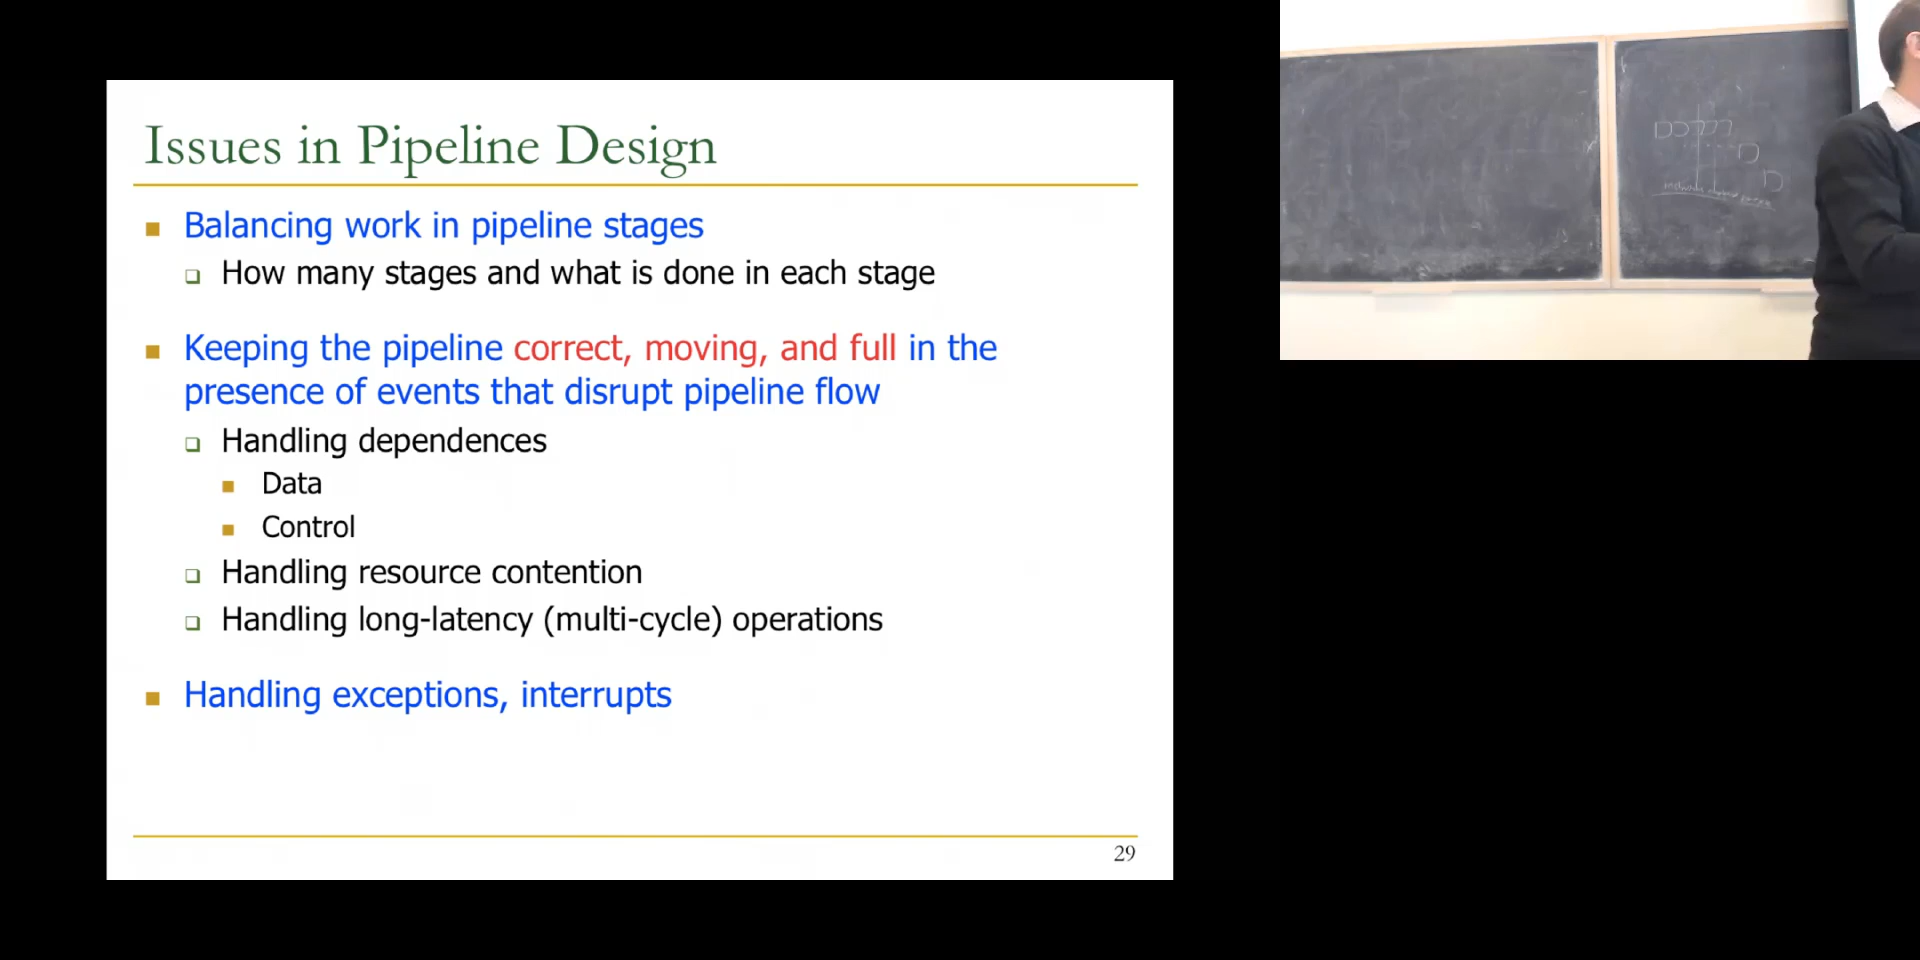 Issues in Pipeline Design
Balancing work in pipeline stages
How many stages and what is done in each stage
Keeping the pipeline correct, moving, and full in the
presence of events that disrupt pipeline flow
Handling dependences
Data
Control
Handling resource contention
Handling long-latency (multi-cycle) operations
Handling exceptions, interrupts
29